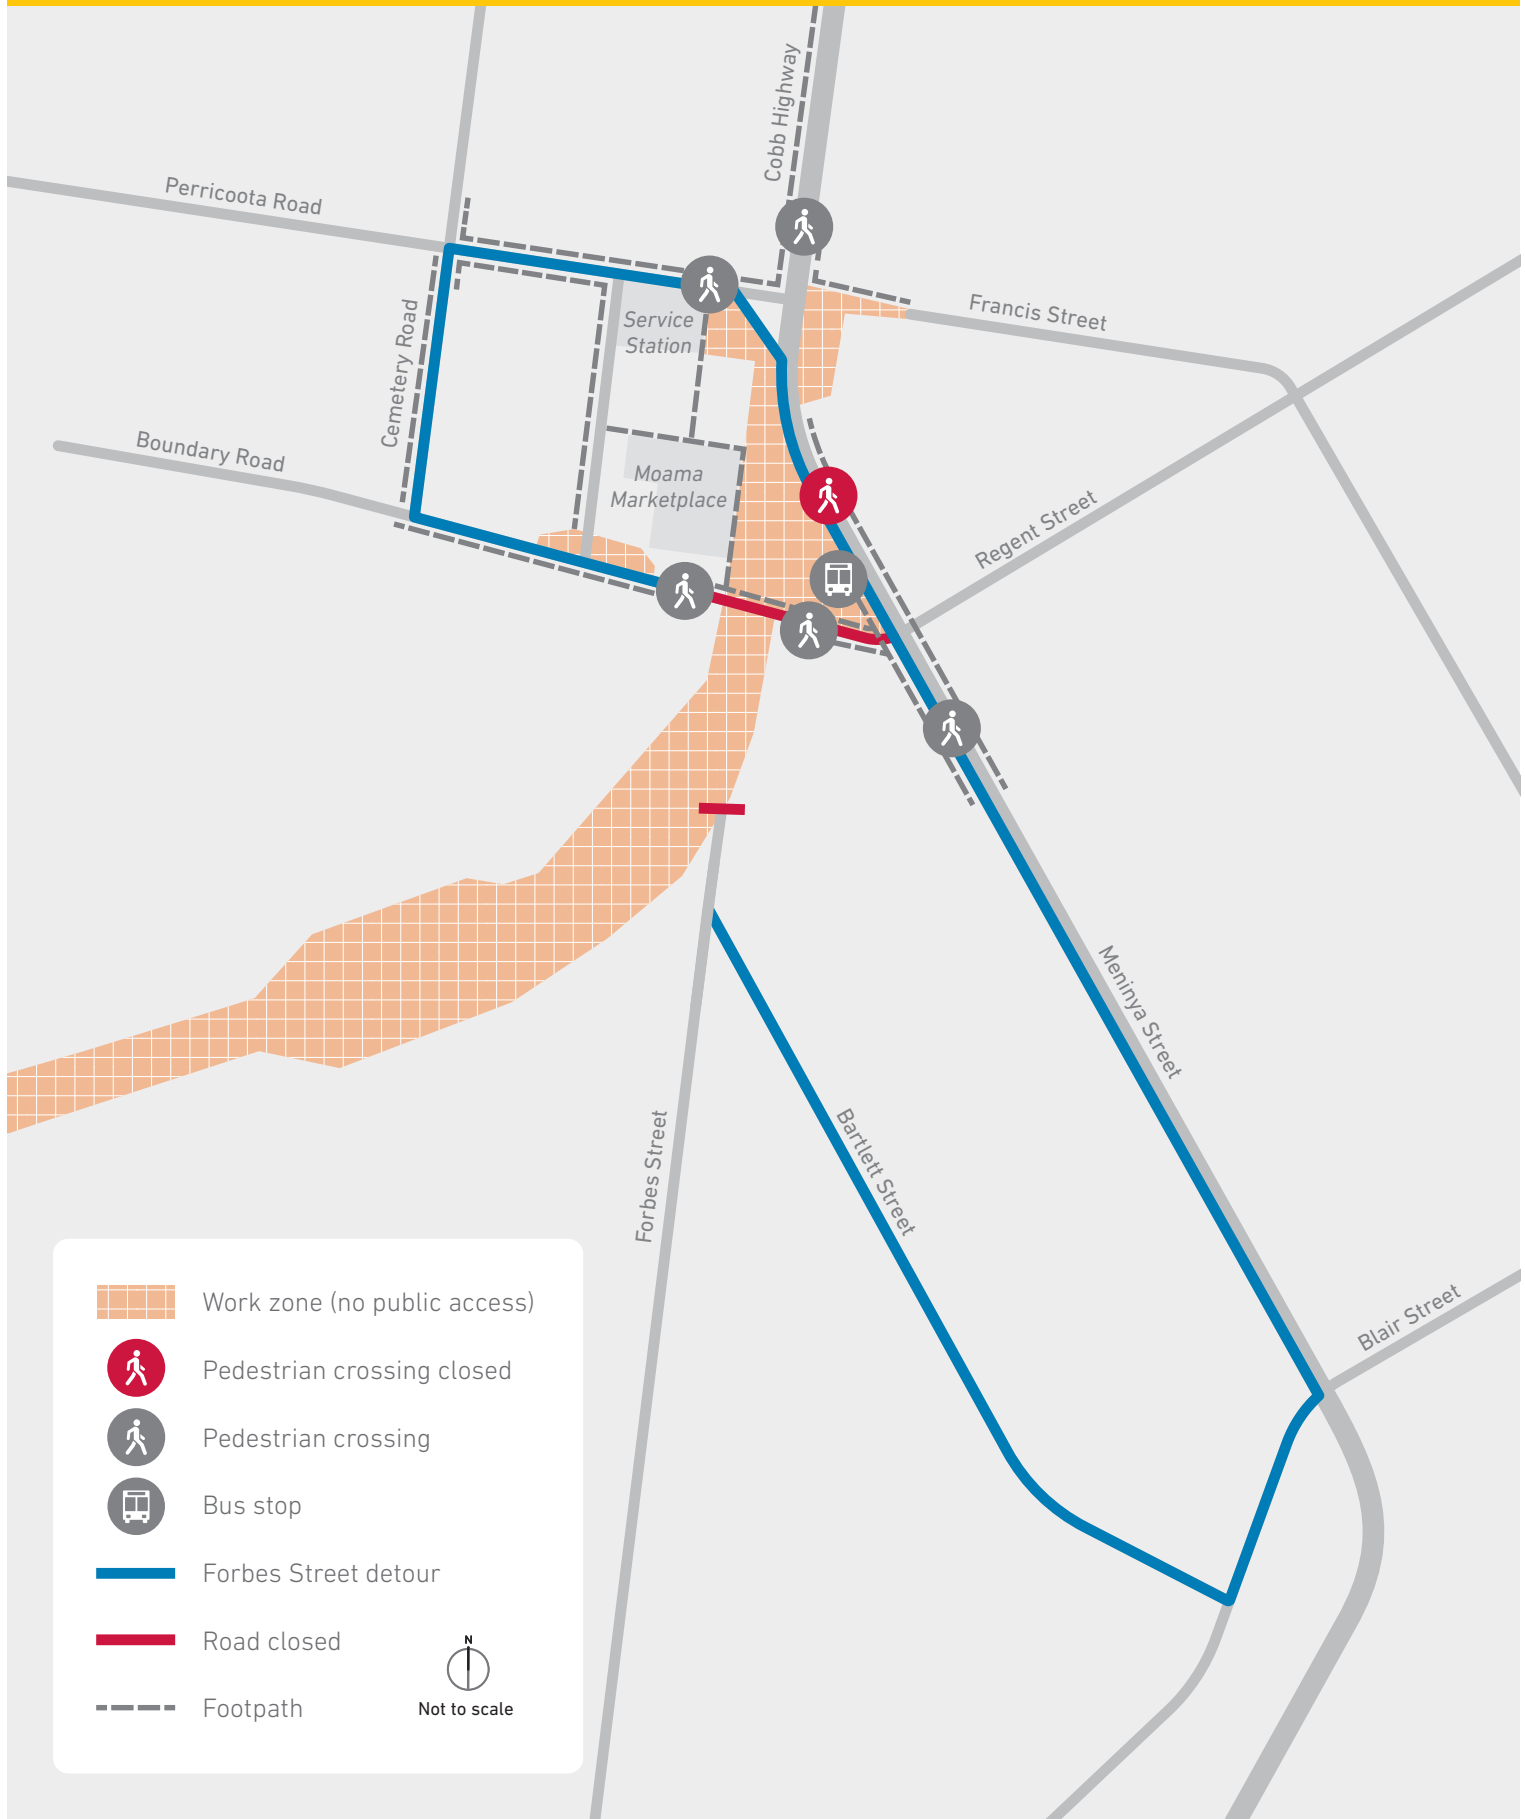 Cobb Highway
Perricoota Road
Francis Street
Cemetery Road
Service
Station
Boundary Road
Moama
Marketplace
Regent Street
Meninya Street
Bartlett Street
Forbes Street
Blair Street
Work zone (no public access)
Pedestrian crossing closed
Pedestrian crossing
Bus stop
Forbes Street detour
Road closed
Footpath
N
Not to scale